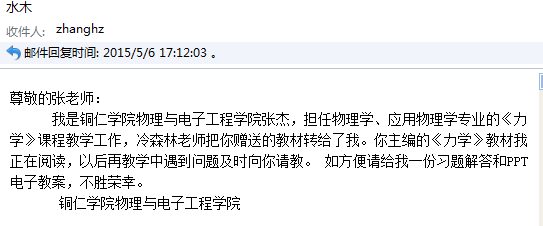 水木
收件人: zhanghz
邮件回复时间: 2015/5/6 17:12:03 。
尊敬的张老师：
我是铜仁学院物理与电子工程学院张杰，担任物理学、应用物理学专业的《力
学》课程教学工作，冷森林老师把你赠送的教材转给了我。你主编的《力学》教材我
正在阅读，以后再教学中遇到问题及时向你请教。 如方便请给我一份习题解答和PPT
电子教案，不胜荣幸。
铜仁学院物理与电子工程学院